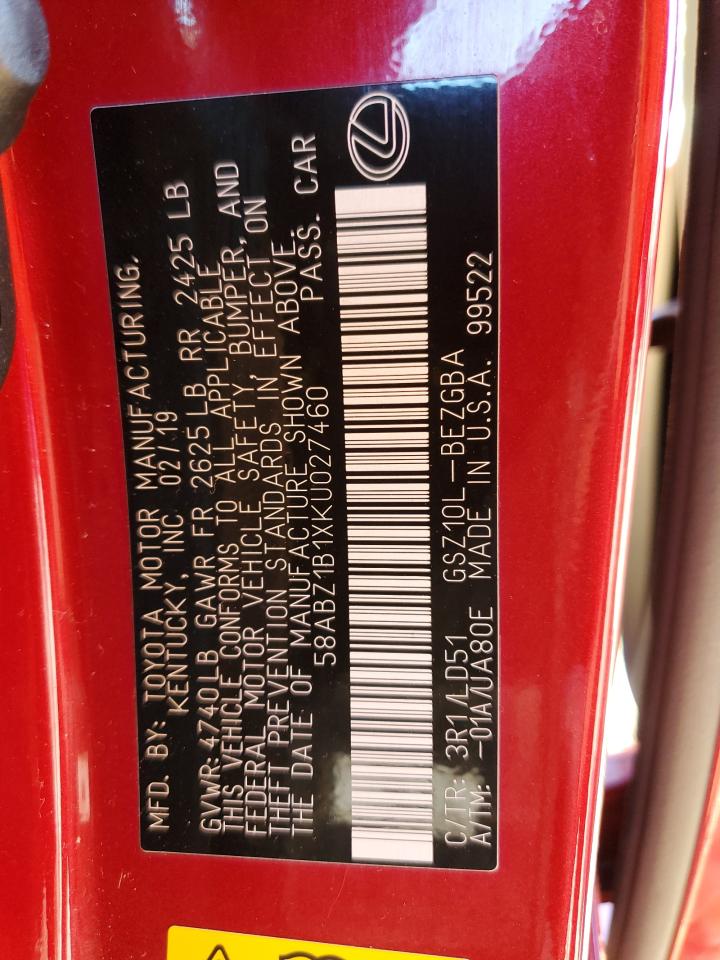 MFD. BY: TOYOTA MOTOR MANUFACTURING.
KENTUCKY, INC. 02/19
GVWR: 4740LB GAWR FR 2625LB RR 2425 LB
THIS VEHICLE CONFORMS TO ALL APPLICABLE
FEDERAL MOTOR VEHICLE SAFETY, BUMPER, AND
THEFT PREVENTION STANDARDS IN EFFECT ON
THE DATE OF MANUFACTURE SHOWN ABOVE.
58ABZ1B1XKU027460 PASS. CAR
C/TR: 3R1/LD51 GSZ10L-BEZGBA
A/TM: -01A/UA80E MADE IN U.S.A. 99522